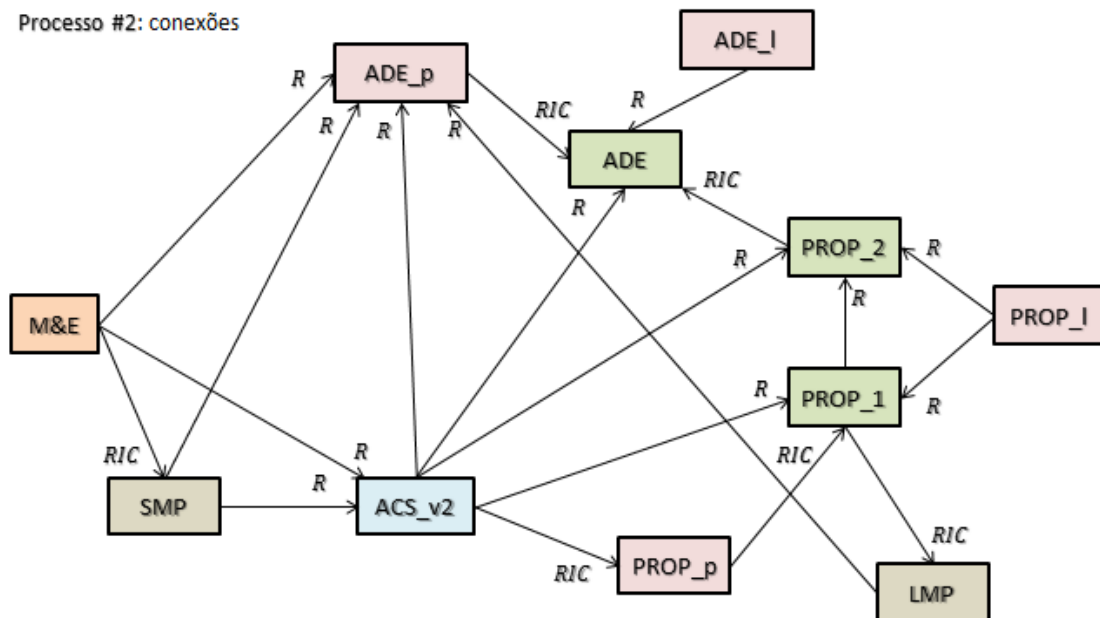 Processo #2: conexões
ADE_l
ADE_p
R
RIC
R
R
R
R
ADE
RIC
R
PROP_2
R
R
R
M&E
PROP_l
PROP_1
R
R
RIC
R
RIC
R
SMP
ACS_v2
RIC
RIC
PROP_p
LMP